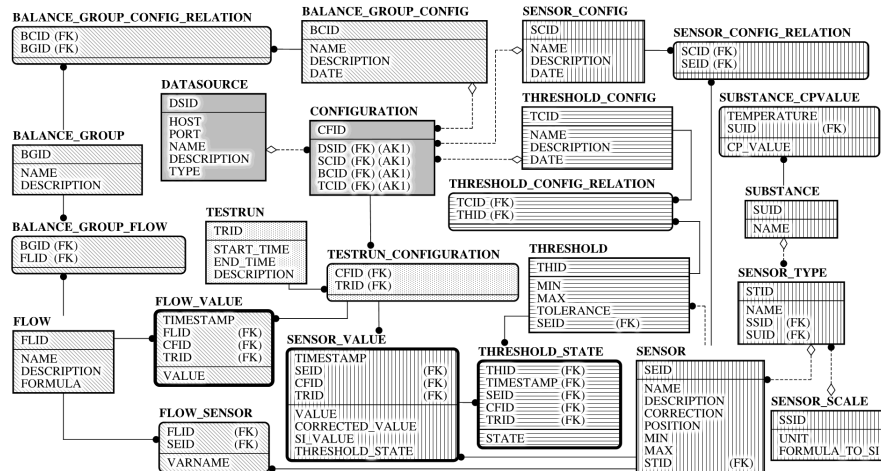 BALANCE_GROUP_CONFIG_RELATION
BCID (FK)
BGID (FK)
BALANCE_GROUP_CONFIG
BCID
NAME
DESCRIPTION
DATE
SENSOR_CONFIG
SCID
NAME
DESCRIPTION
DATE
SENSOR_CONFIG_RELATION
SCID (FK)
SEID (FK)
DATASOURCE
DSID
HOST
PORT
NAME
DESCRIPTION
TYPE
CONFIGURATION
CFID
DSID (FK) (AK1)
SCID (FK) (AK1)
BCID (FK) (AK1)
TCID (FK) (AK1)
THRESHOLD_CONFIG
TCID
NAME
DESCRIPTION
DATE
SUBSTANCE_CPVALUE
TEMPERATURE
SUID (FK)
CP_VALUE
BALANCE_GROUP
BGID
NAME
DESCRIPTION
THRESHOLD_CONFIG_RELATION
TCID (FK)
THID (FK)
SUBSTANCE
SUID
NAME
BALANCE_GROUP_FLOW
BGID (FK)
FLID (FK)
TESTRUN
TRID
START_TIME
END_TIME
DESCRIPTION
TESTRUN_CONFIGURATION
CFID (FK)
TRID (FK)
THRESHOLD
THID
MIN
MAX
TOLERANCE
SEID (FK)
SENSOR_TYPE
STID
NAME
SSID (FK)
SUID (FK)
FLOW
FLID
NAME
DESCRIPTION
FORMULA
FLOW_VALUE
TIMESTAMP
FLID (FK)
CFID (FK)
TRID (FK)
VALUE
SENSOR_VALUE
TIMESTAMP
SEID (FK)
CFID (FK)
TRID (FK)
VALUE
CORRECTED_VALUE
SI_VALUE
THRESHOLD_STATE
THRESHOLD_STATE
THID (FK)
TIMESTAMP (FK)
SEID (FK)
CFID (FK)
TRID (FK)
STATE
SENSOR
SEID
NAME
DESCRIPTION
CORRECTION
POSITION
MIN
MAX
STID (FK)
SENSOR_SCALE
SSID
UNIT
FORMULA_TO_SI
FLOW_SENSOR
FLID (FK)
SEID (FK)
VARNAME